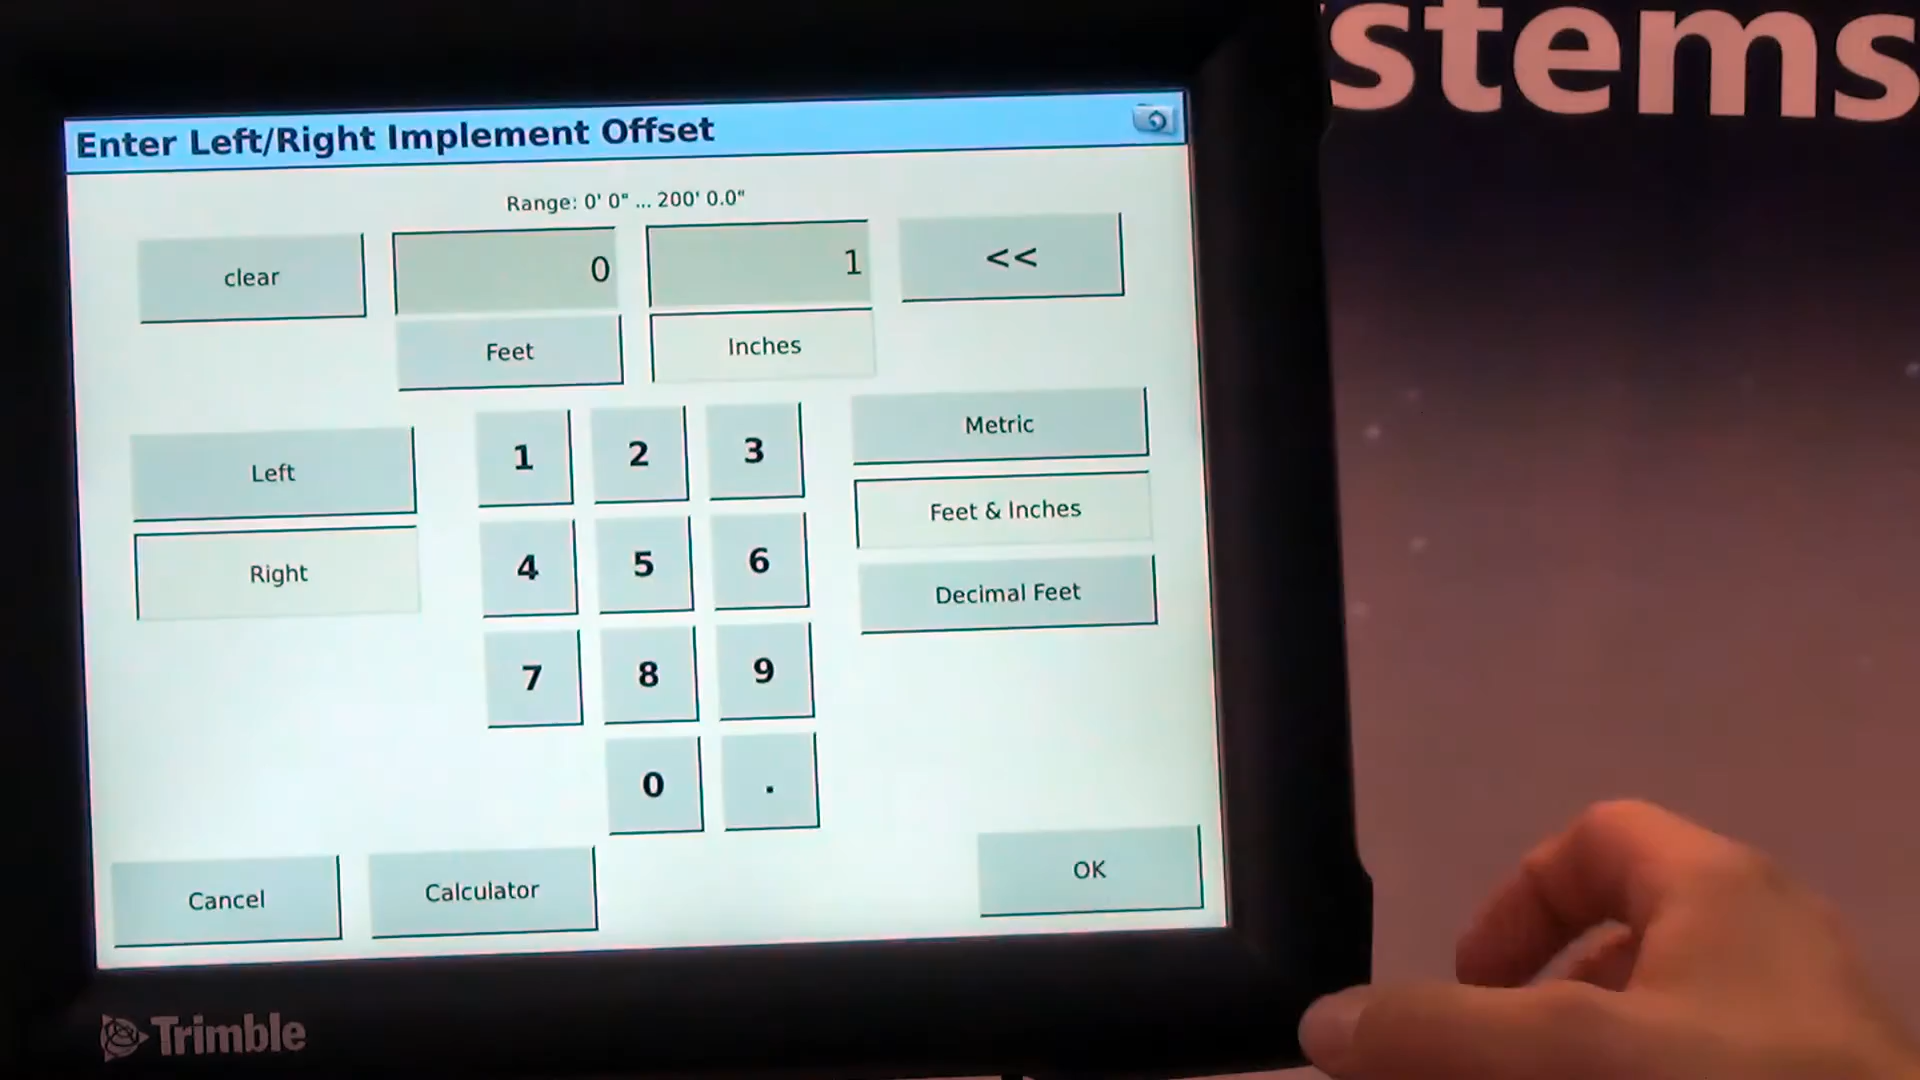 stems
Enter Left/Right Implement Offset
Range: 0' 0" ... 200' 0.0"
clear
0
1
<<
Feet
Inches
Left
Right
1
2
3
4
5
6
7
8
9
0
.
Metric
Feet & Inches
Decimal Feet
Cancel
Calculator
OK
Trimble